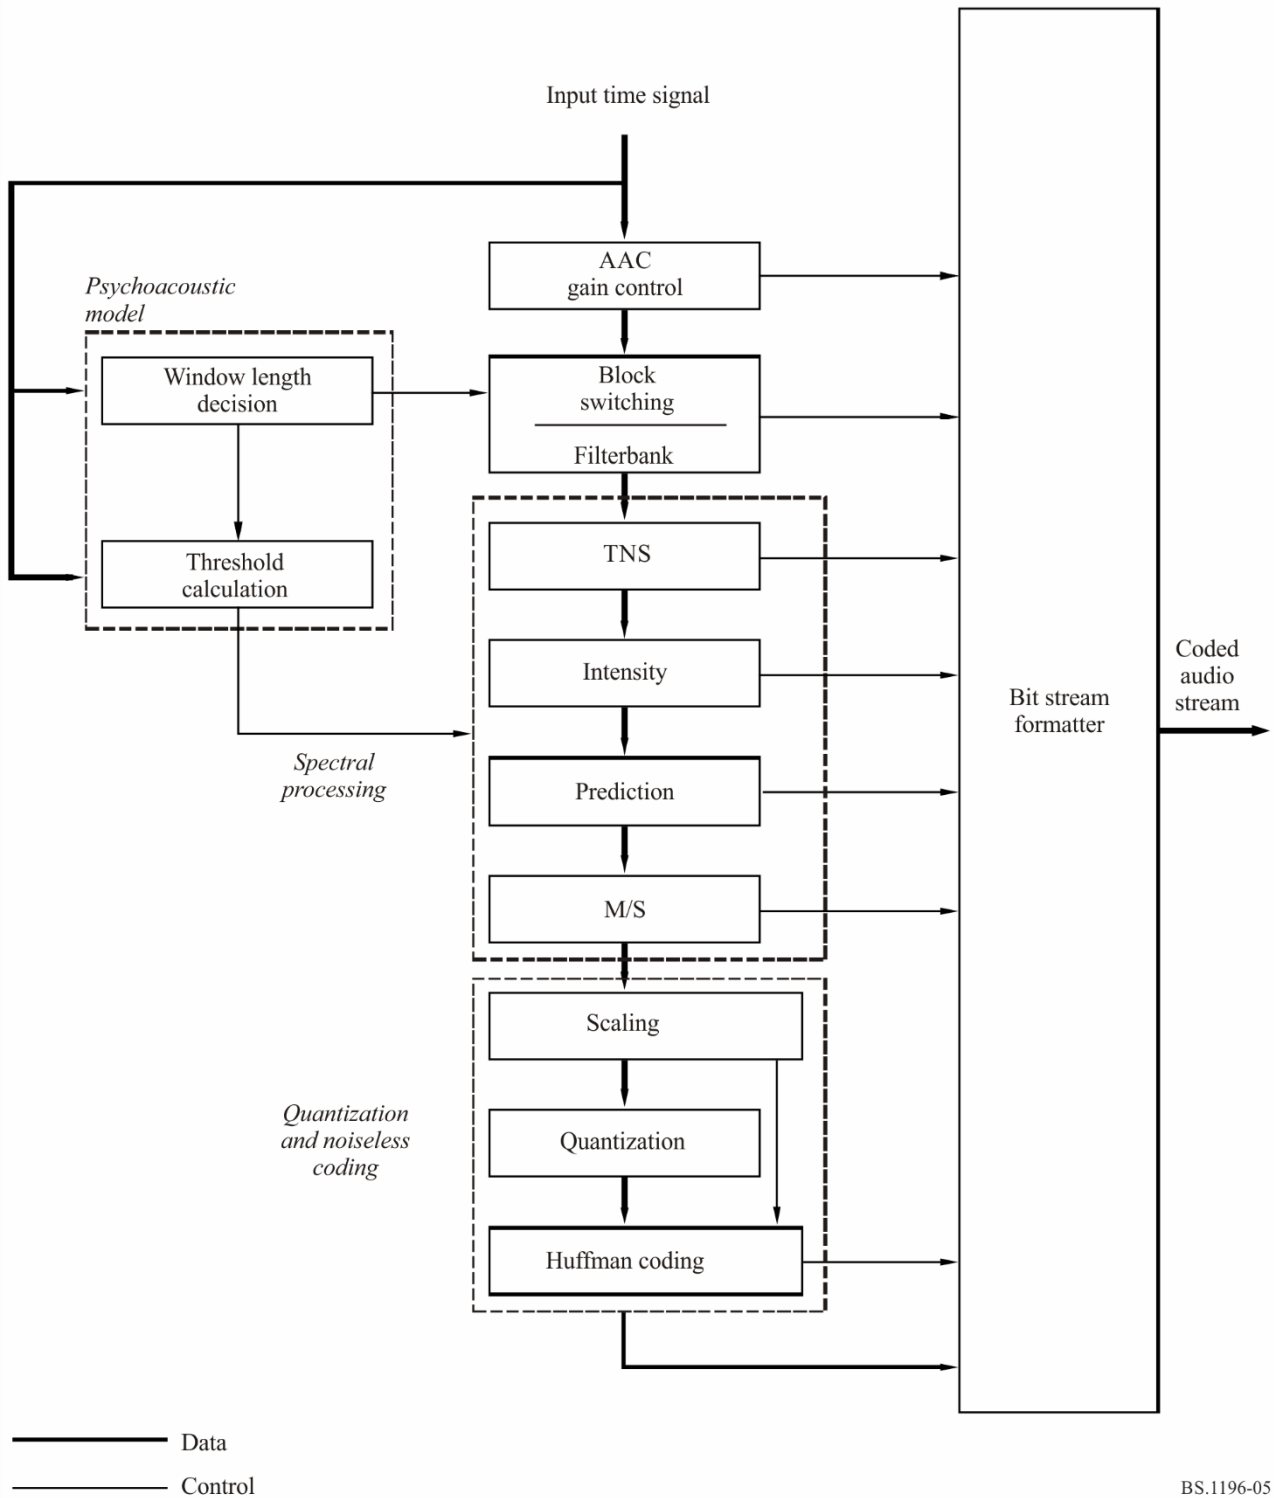 Input time signal
AAC
gain control
Psychoacoustic
model
Window length
decision
Block
switching
Filterbank
Threshold
calculation
TNS
Intensity
Spectral
processing
Prediction
M/S
Scaling
Quantization
and noiseless
coding
Quantization
Huffman coding
Bit stream
formatter
Coded
audio
stream
Data
Control
BS.1196-05